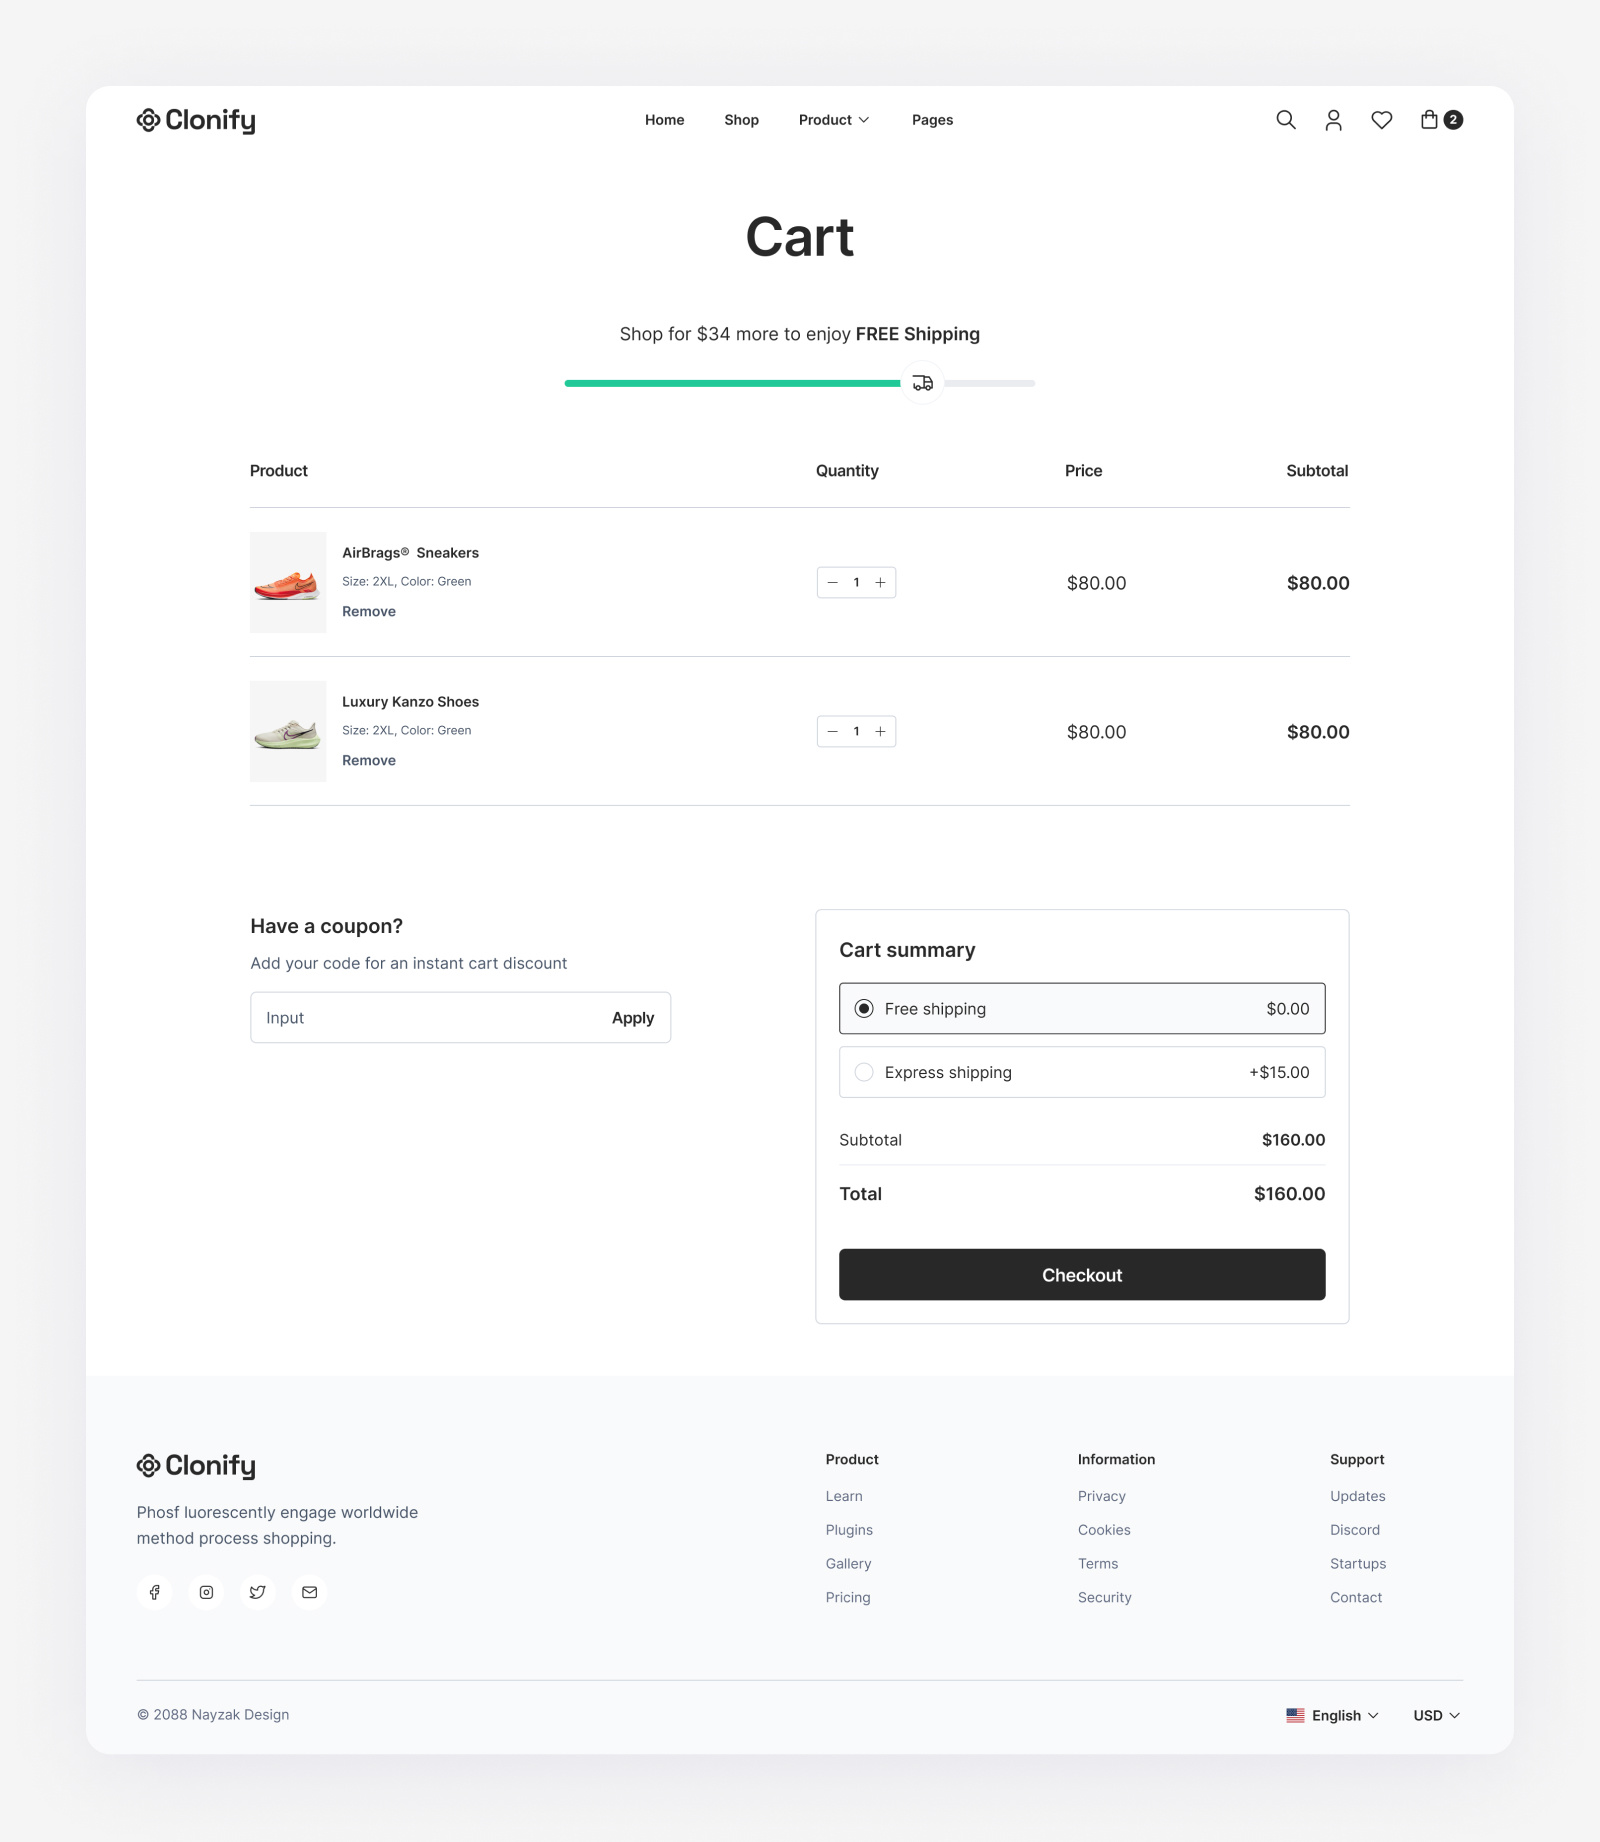 Clonify
Home Shop Product Pages
2
Cart
Shop for $34 more to enjoy FREE Shipping
Product Quantity Price Subtotal
AirBrags® Sneakers
Size: 2XL, Color: Green
Remove
1 $80.00 $80.00
Luxury Kanzo Shoes
Size: 2XL, Color: Green
Remove
1 $80.00 $80.00
Have a coupon?
Add your code for an instant cart discount
Input Apply
Cart summary
Free shipping $0.00
Express shipping +$15.00
Subtotal $160.00
Total $160.00
Checkout
Clonify
Phosf luorescently engage worldwide
method process shopping.
Product
Learn
Plugins
Gallery
Pricing
Information
Privacy
Cookies
Terms
Security
Support
Updates
Discord
Startups
Contact
© 2088 Nayzak Design
English USD